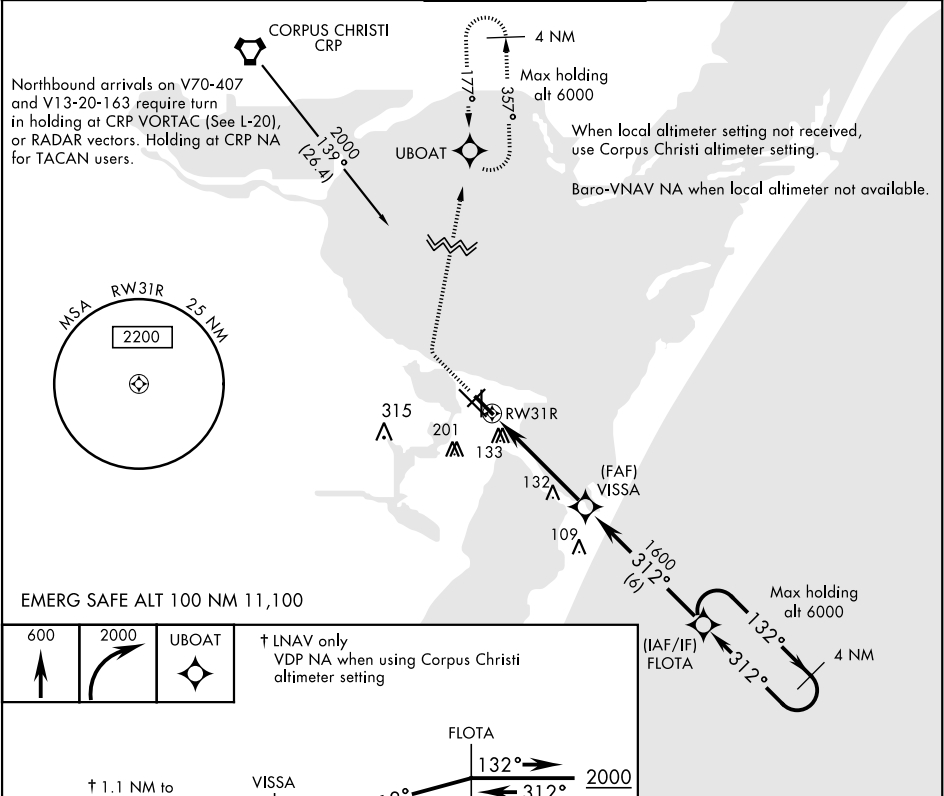 CORPUS CHRISTI
CRP
4 NM
Max holding
alt 6000
177°
357°
Northbound arrivals on V70-407
and V13-20-163 require turn
in holding at CRP VORTAC (See L-20),
or RADAR vectors. Holding at CRP NA
for TACAN users.
2000
139°
(26.4)
UBOAT
When local altimeter setting not received,
use Corpus Christi altimeter setting.
Baro-VNAV NA when local altimeter not available.
MSA RW31R 25 NM
2200
315
201
133
RW31R
132
(FAF)
VISSA
109
1600
312°
(6)
Max holding
alt 6000
132°
312°
4 NM
(IAF/IF)
FLOTA
EMERG SAFE ALT 100 NM 11,100
600
2000
UBOAT
† LNAV only
VDP NA when using Corpus Christi
altimeter setting
FLOTA
132°
2000
312°
† 1.1 NM to
VISSA